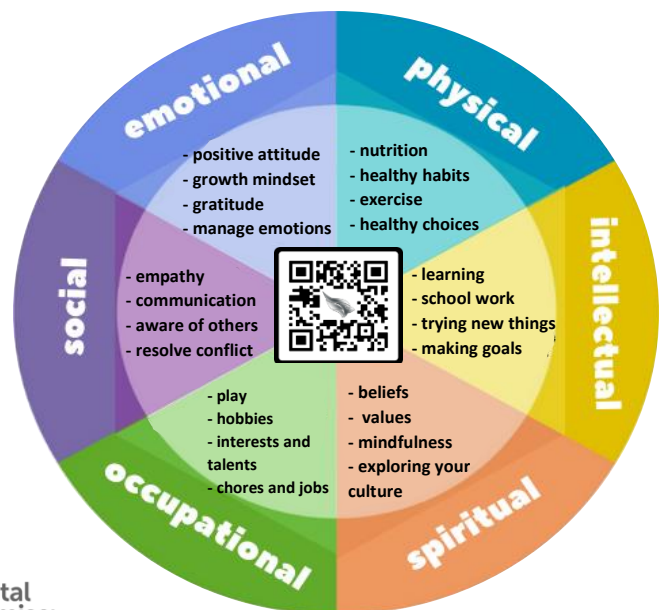 emotional
- positive attitude
- growth mindset
- gratitude
- manage emotions
physical
- nutrition
- healthy habits
- exercise
- healthy choices
social
- empathy
- communication
- aware of others
- resolve conflict
intellectual
- learning
- school work
- trying new things
- making goals
occupational
- play
- hobbies
- interests and
talents
- chores and jobs
spiritual
- beliefs
- values
- mindfulness
- exploring your
culture
tal